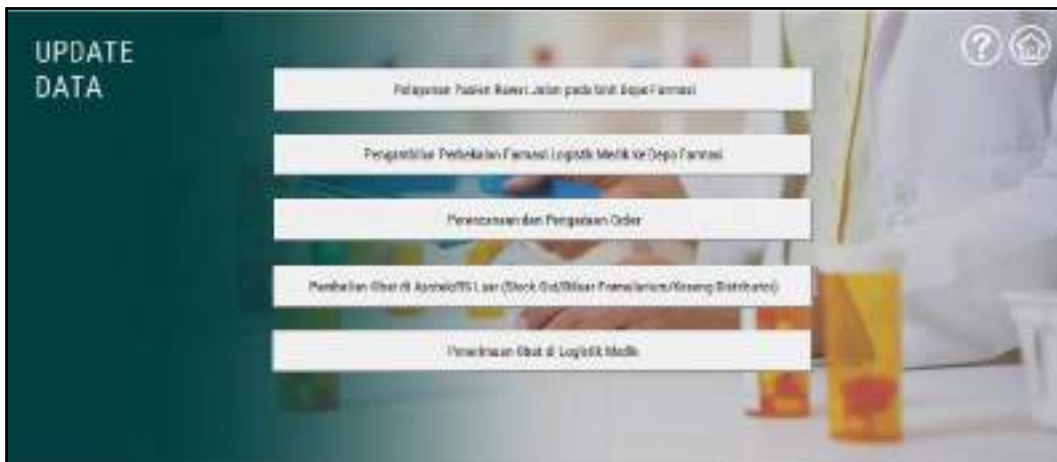 UPDATE
DATA
?
Pelayanan Pasien Rawat Jalan pada Unit Depo Farmasi
Pengambilan Perbekalan Farmasi Logistik Medik ke Depo Farmasi
Perencanaan dan Pengadaan Order
Pembelian Obat di Apotek/RS Luar (Stock Out/Diluar Formularium/Kosong Distributor)
Penerimaan Obat di Logistik Medik